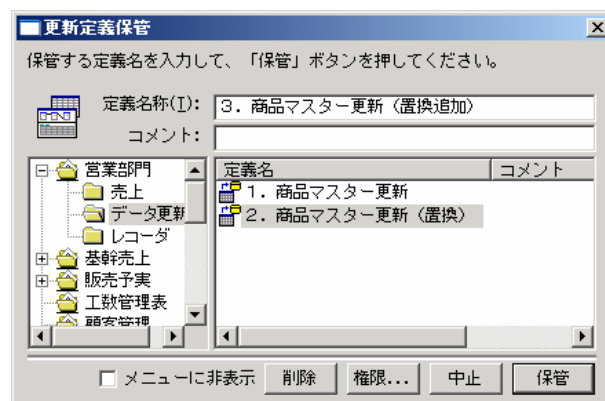 更新定義保管
保管する定義名を入力して、「保管」ボタンを押してください。
定義名称(I): 3．商品マスター更新（置換追加）
コメント:
営業部門
売上
データ更新
レコーダ
基幹売上
販売予実
工数管理表
顧客管理
定義名 コメント
1．商品マスター更新
2．商品マスター更新（置換）
メニューに非表示 削除 権限... 中止 保管